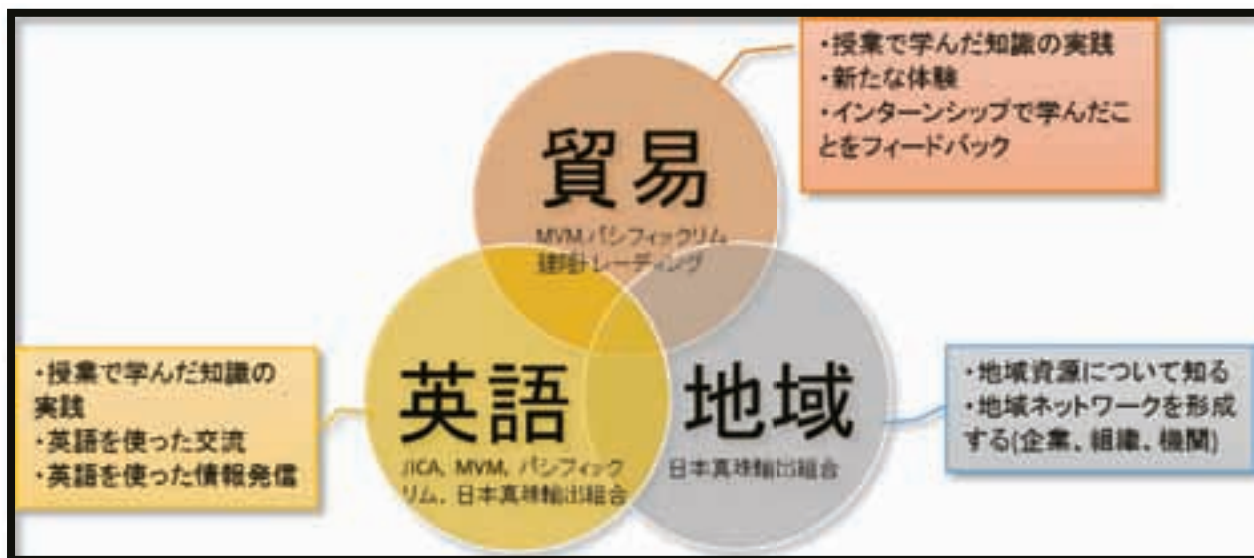 ・授業で学んだ知識の実践
・新たな体験
・インターンシップで学んだこ
とをフィードバック
貿易
MVM,パシフィックリム
トレーディング
・授業で学んだ知識の
実践
・英語を使った交流
・英語を使った情報発信
英語
JICA、MVM、パシフィック
リム、日本真珠輸出組合
地域
日本真珠輸出組合
・地域資源について知る
・地域ネットワークを形成
する(企業、組織、機関)